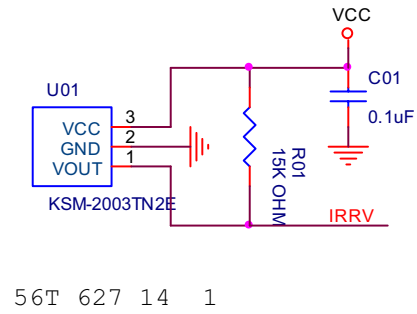 VCC
U01
C01
0.1uF
VCC 3
GND 2
VOUT 1
KSM-2003TN2E
R01
15K OHM
IRRV
56T 627 14 1